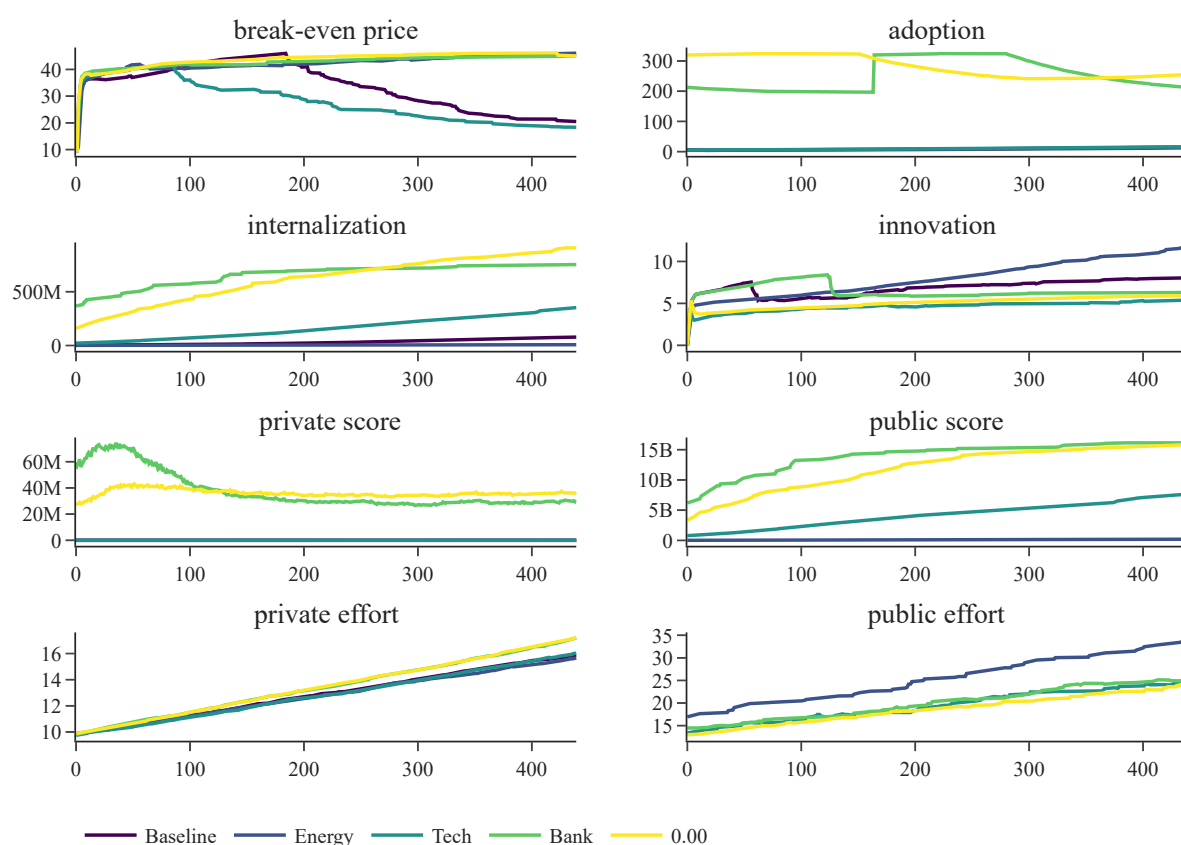 break-even price
adoption
40
30
20
10
0 100 200 300 400
300
200
100
0
0 100 200 300 400
internalization
innovation
500M
0
0 100 200 300 400
10
5
0
0 100 200 300 400
private score
public score
60M
40M
20M
0
0 100 200 300 400
15B
10B
5B
0
0 100 200 300 400
private effort
public effort
16
14
12
10
0 100 200 300 400
35
30
25
20
15
0 100 200 300 400
Baseline Energy Tech Bank 0.00